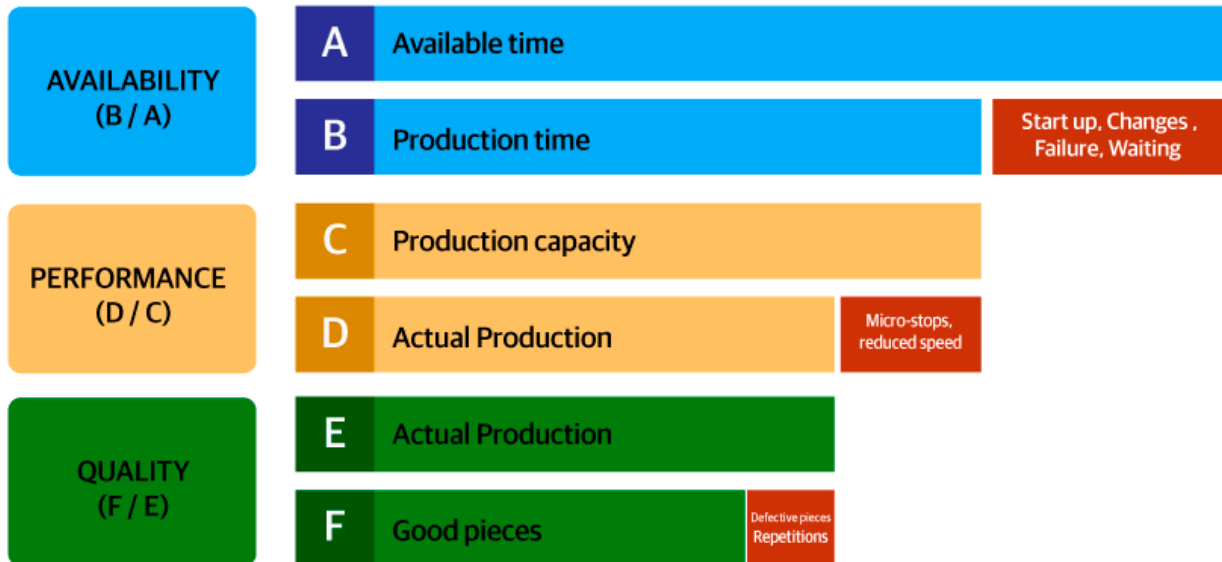 AVAILABILITY
(B / A)
A
Available time
B
Production time
Start up, Changes ,
Failure, Waiting
PERFORMANCE
(D / C)
C
Production capacity
D
Actual Production
Micro-stops,
reduced speed
QUALITY
(F / E)
E
Actual Production
F
Good pieces
Defective pieces
Repetitions